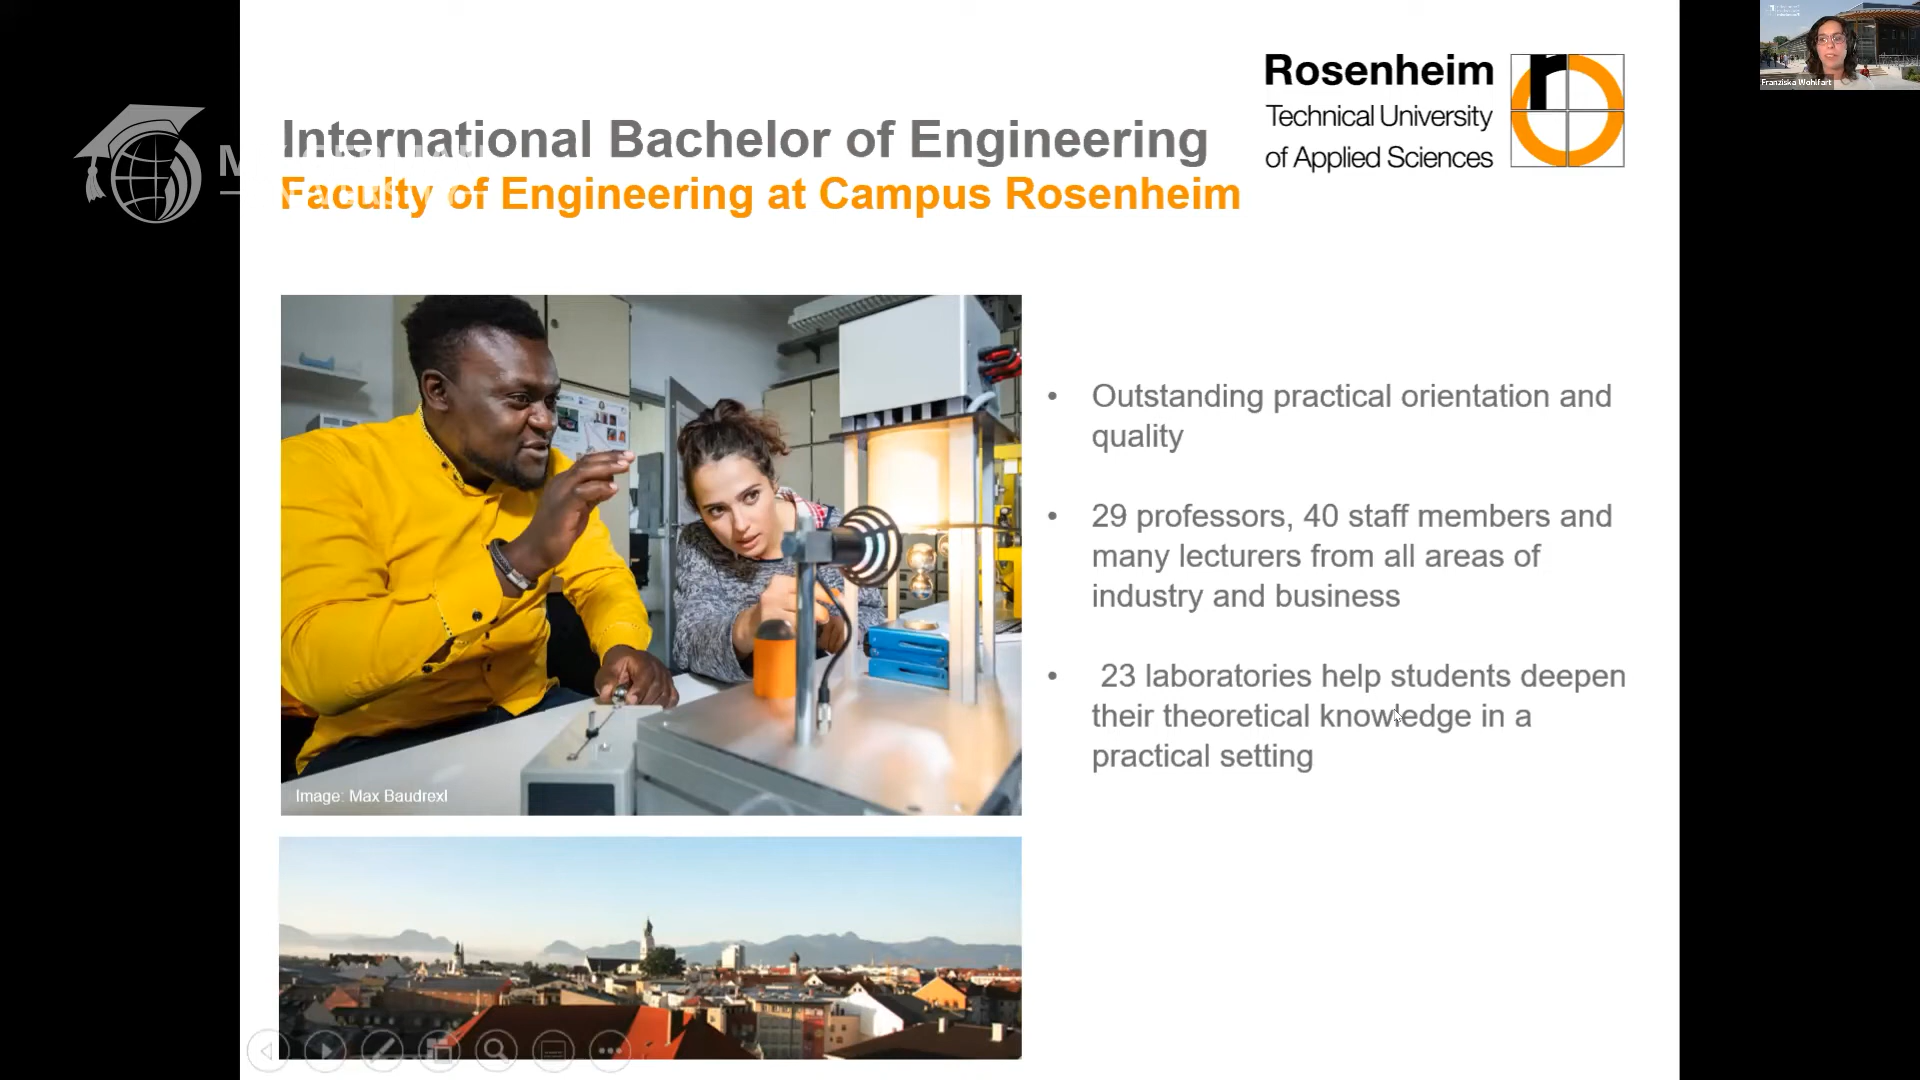 Rosenheim
Technical University
of Applied Sciences
International Bachelor of Engineering
Faculty of Engineering at Campus Rosenheim
• Outstanding practical orientation and
quality
• 29 professors, 40 staff members and
many lecturers from all areas of
industry and business
• 23 laboratories help students deepen
their theoretical knowledge in a
practical setting
Image: Max Baudrexl
Franziska Wohlfart